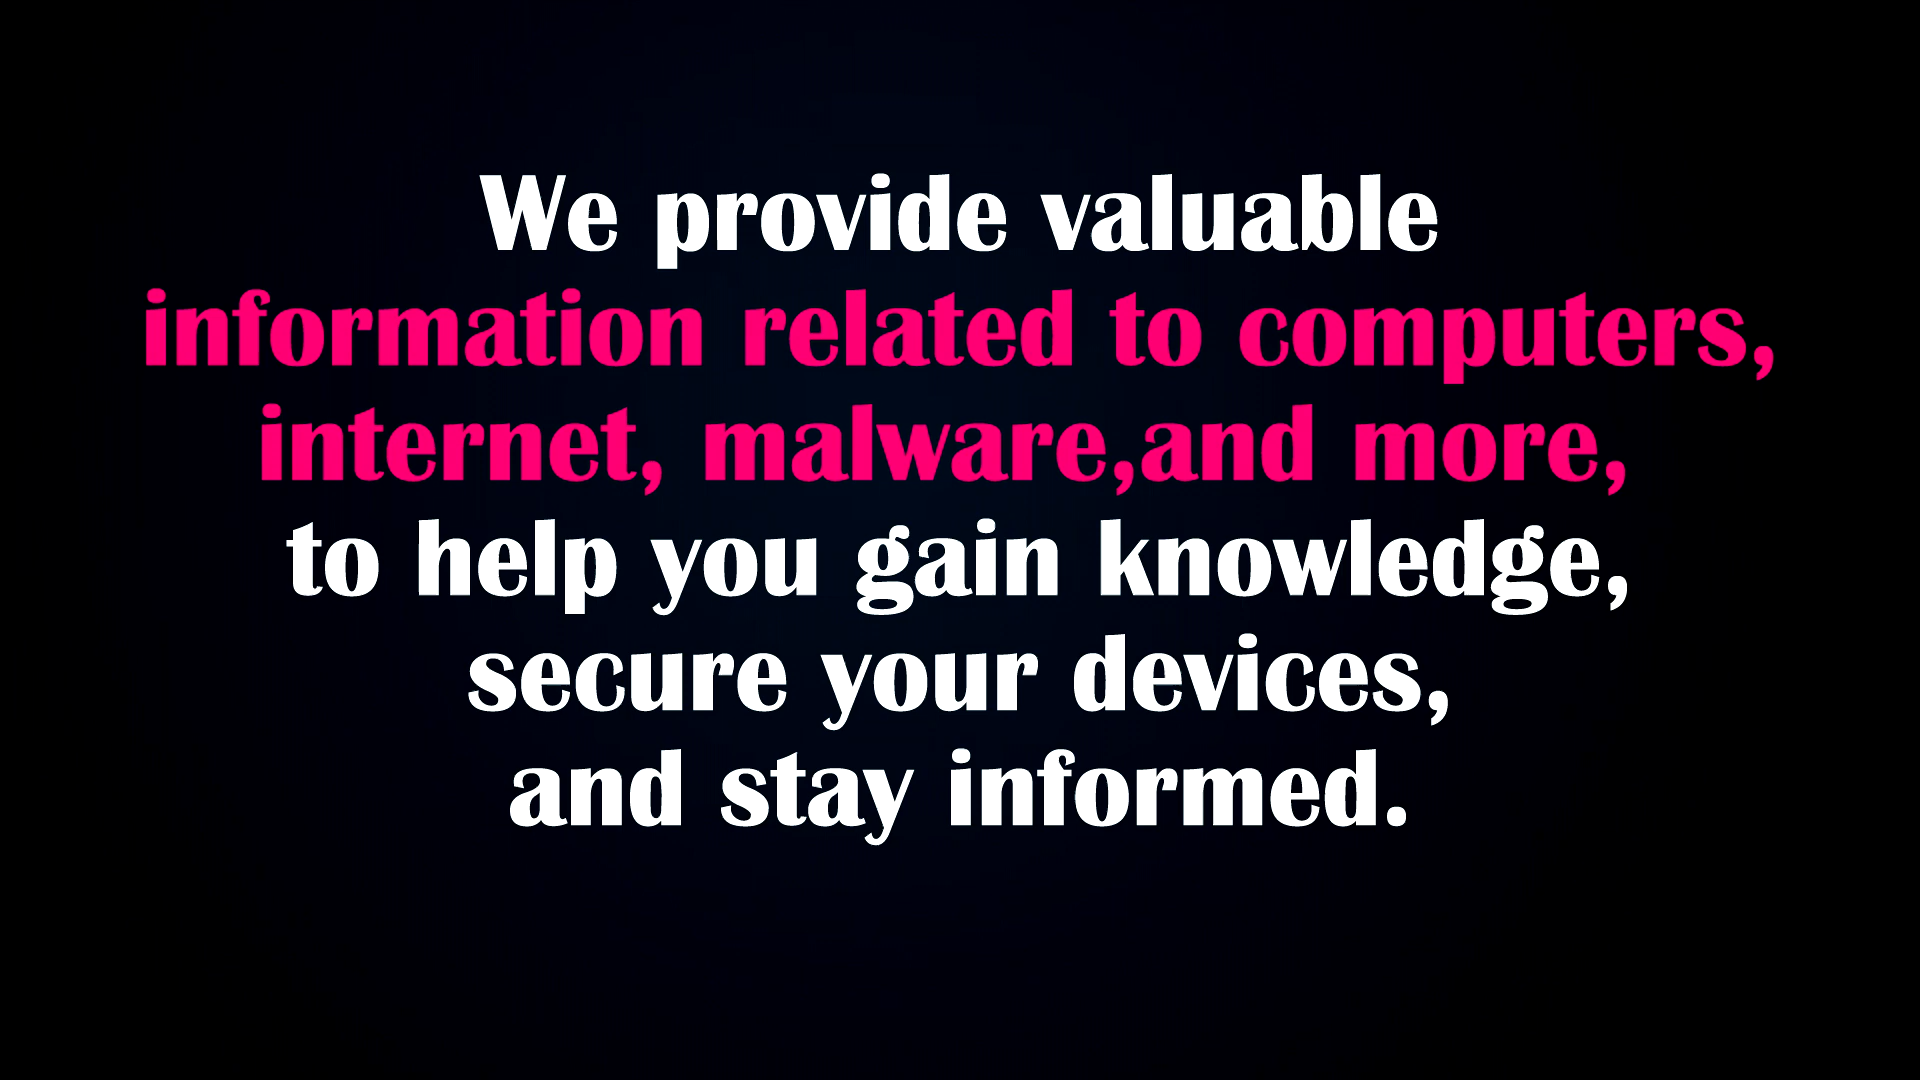 We provide valuable
information related to computers,
internet, malware,and more,
to help you gain knowledge,
secure your devices,
and stay informed.